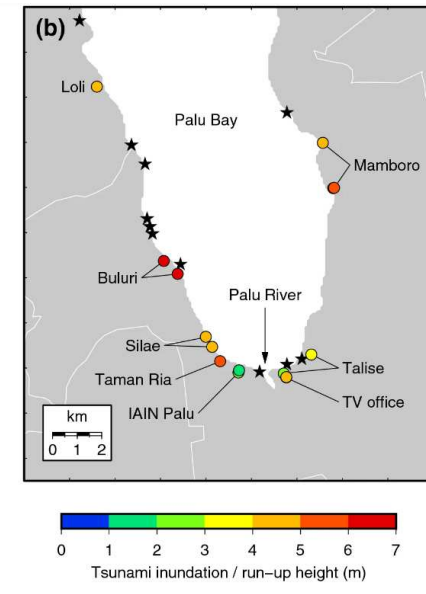 (b)
Loli
Palu Bay
Mamboro
Buluri
Palu River
Silae
Taman Ria
Talise
IAIN Palu
TV office
km
0 1 2
0 1 2 3 4 5 6 7
Tsunami inundation / run−up height (m)